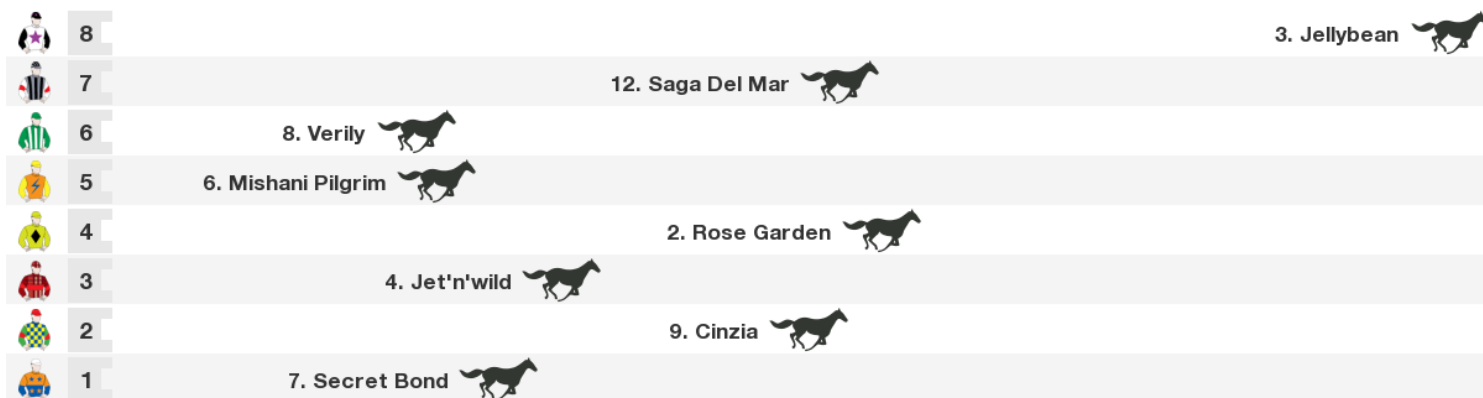 8 3. Jellybean
7 12. Saga Del Mar
6 8. Verily
5 6. Mishani Pilgrim
4 2. Rose Garden
3 4. Jet'n'wild
2 9. Cinzia
1 7. Secret Bond